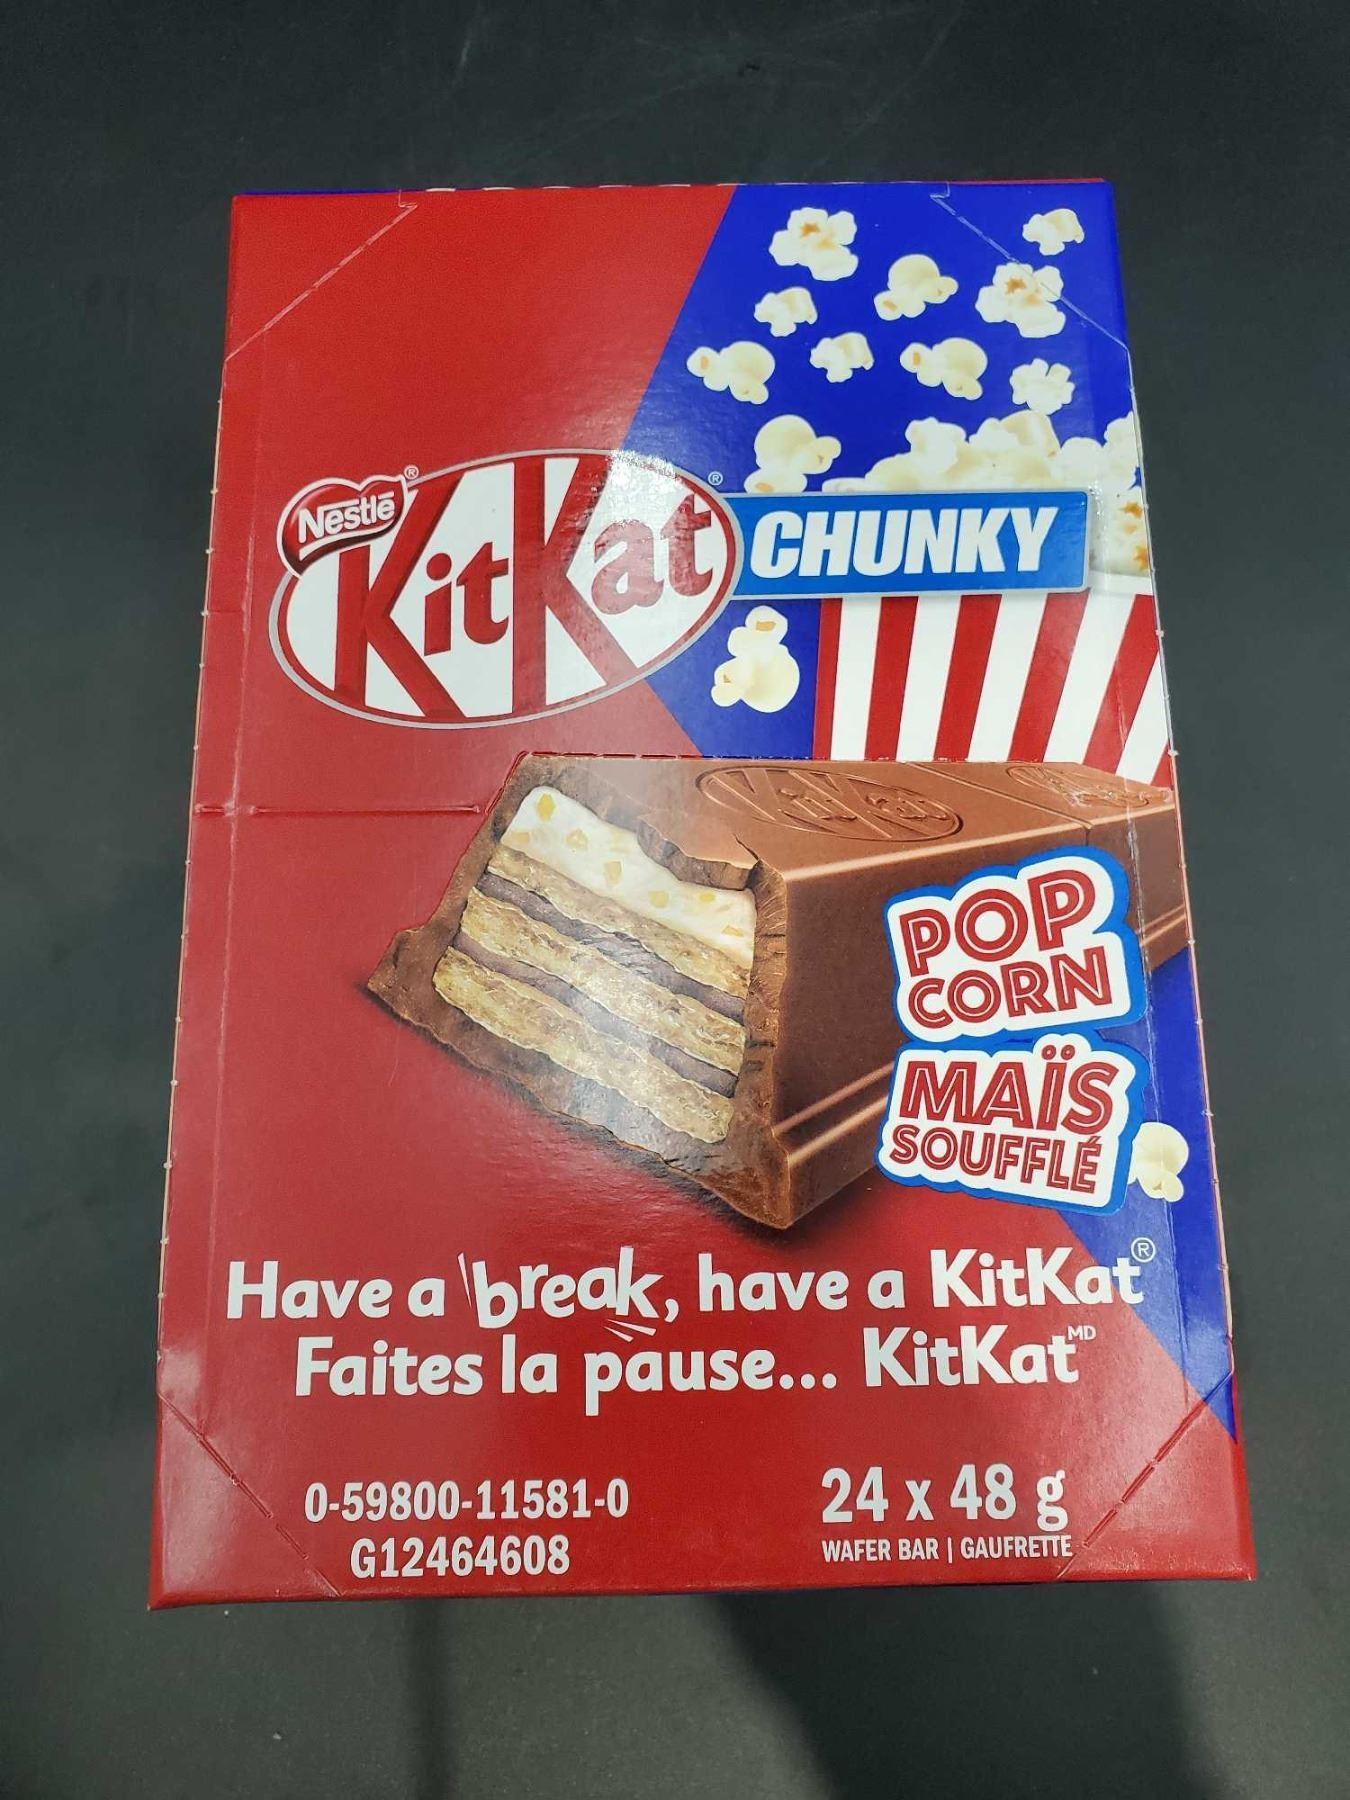 Nestlé®
KitKat®
CHUNKY
KitKat
POP
CORN
MAÏS
SOUFFLÉ
Have a break, have a KitKat®
Faites la pause... KitKat MD
0-59800-11581-0
G12464608
24 x 48 g
WAFER BAR | GAUFRETTE